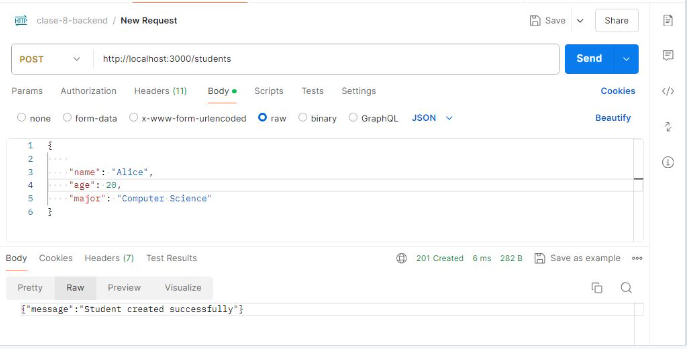 HTTP clase-8-backend / New Request Save Share
POST http://localhost:3000/students Send
Params Authorization Headers (11) Body Scripts Tests Settings Cookies
none form-data x-www-form-urlencoded raw binary GraphQL JSON Beautify
1 {
2
3 "name": "Alice",
4 "age": 20,
5 "major": "Computer Science"
6 }
Body Cookies Headers (7) Test Results 201 Created 6 ms 282 B Save as example
Pretty Raw Preview Visualize
{"message":"Student created successfully"}